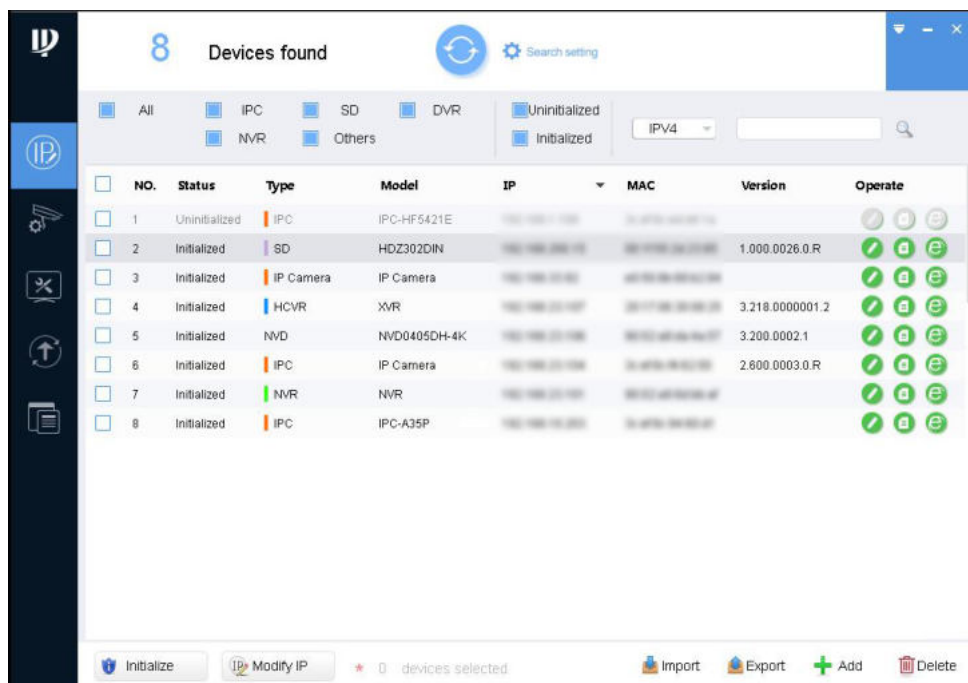 8 Devices found Search setting
All IPC SD DVR Uninitialized
NVR Others Initialized IPV4
NO. Status Type Model IP MAC Version Operate
1 Uninitialized IPC IPC-HF5421E
2 Initialized SD HDZ302DIN 1.000.0026.0.R
3 Initialized IP Camera IP Camera
4 Initialized HCVR XVR 3.218.0000001.2
5 Initialized NVD NVD0405DH-4K 3.200.0002.1
6 Initialized IPC IP Camera 2.600.0003.0.R
7 Initialized NVR NVR
8 Initialized IPC IPC-A35P
Initialize Modify IP * 0 devices selected Import Export Add Delete